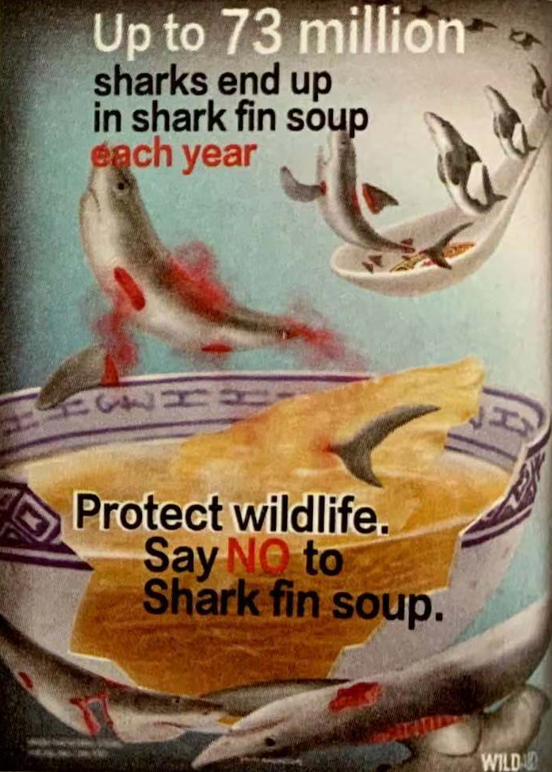 Up to 73 million
sharks end up
in shark fin soup
each year
Protect wildlife.
Say NO to
Shark fin soup.
WILDAID